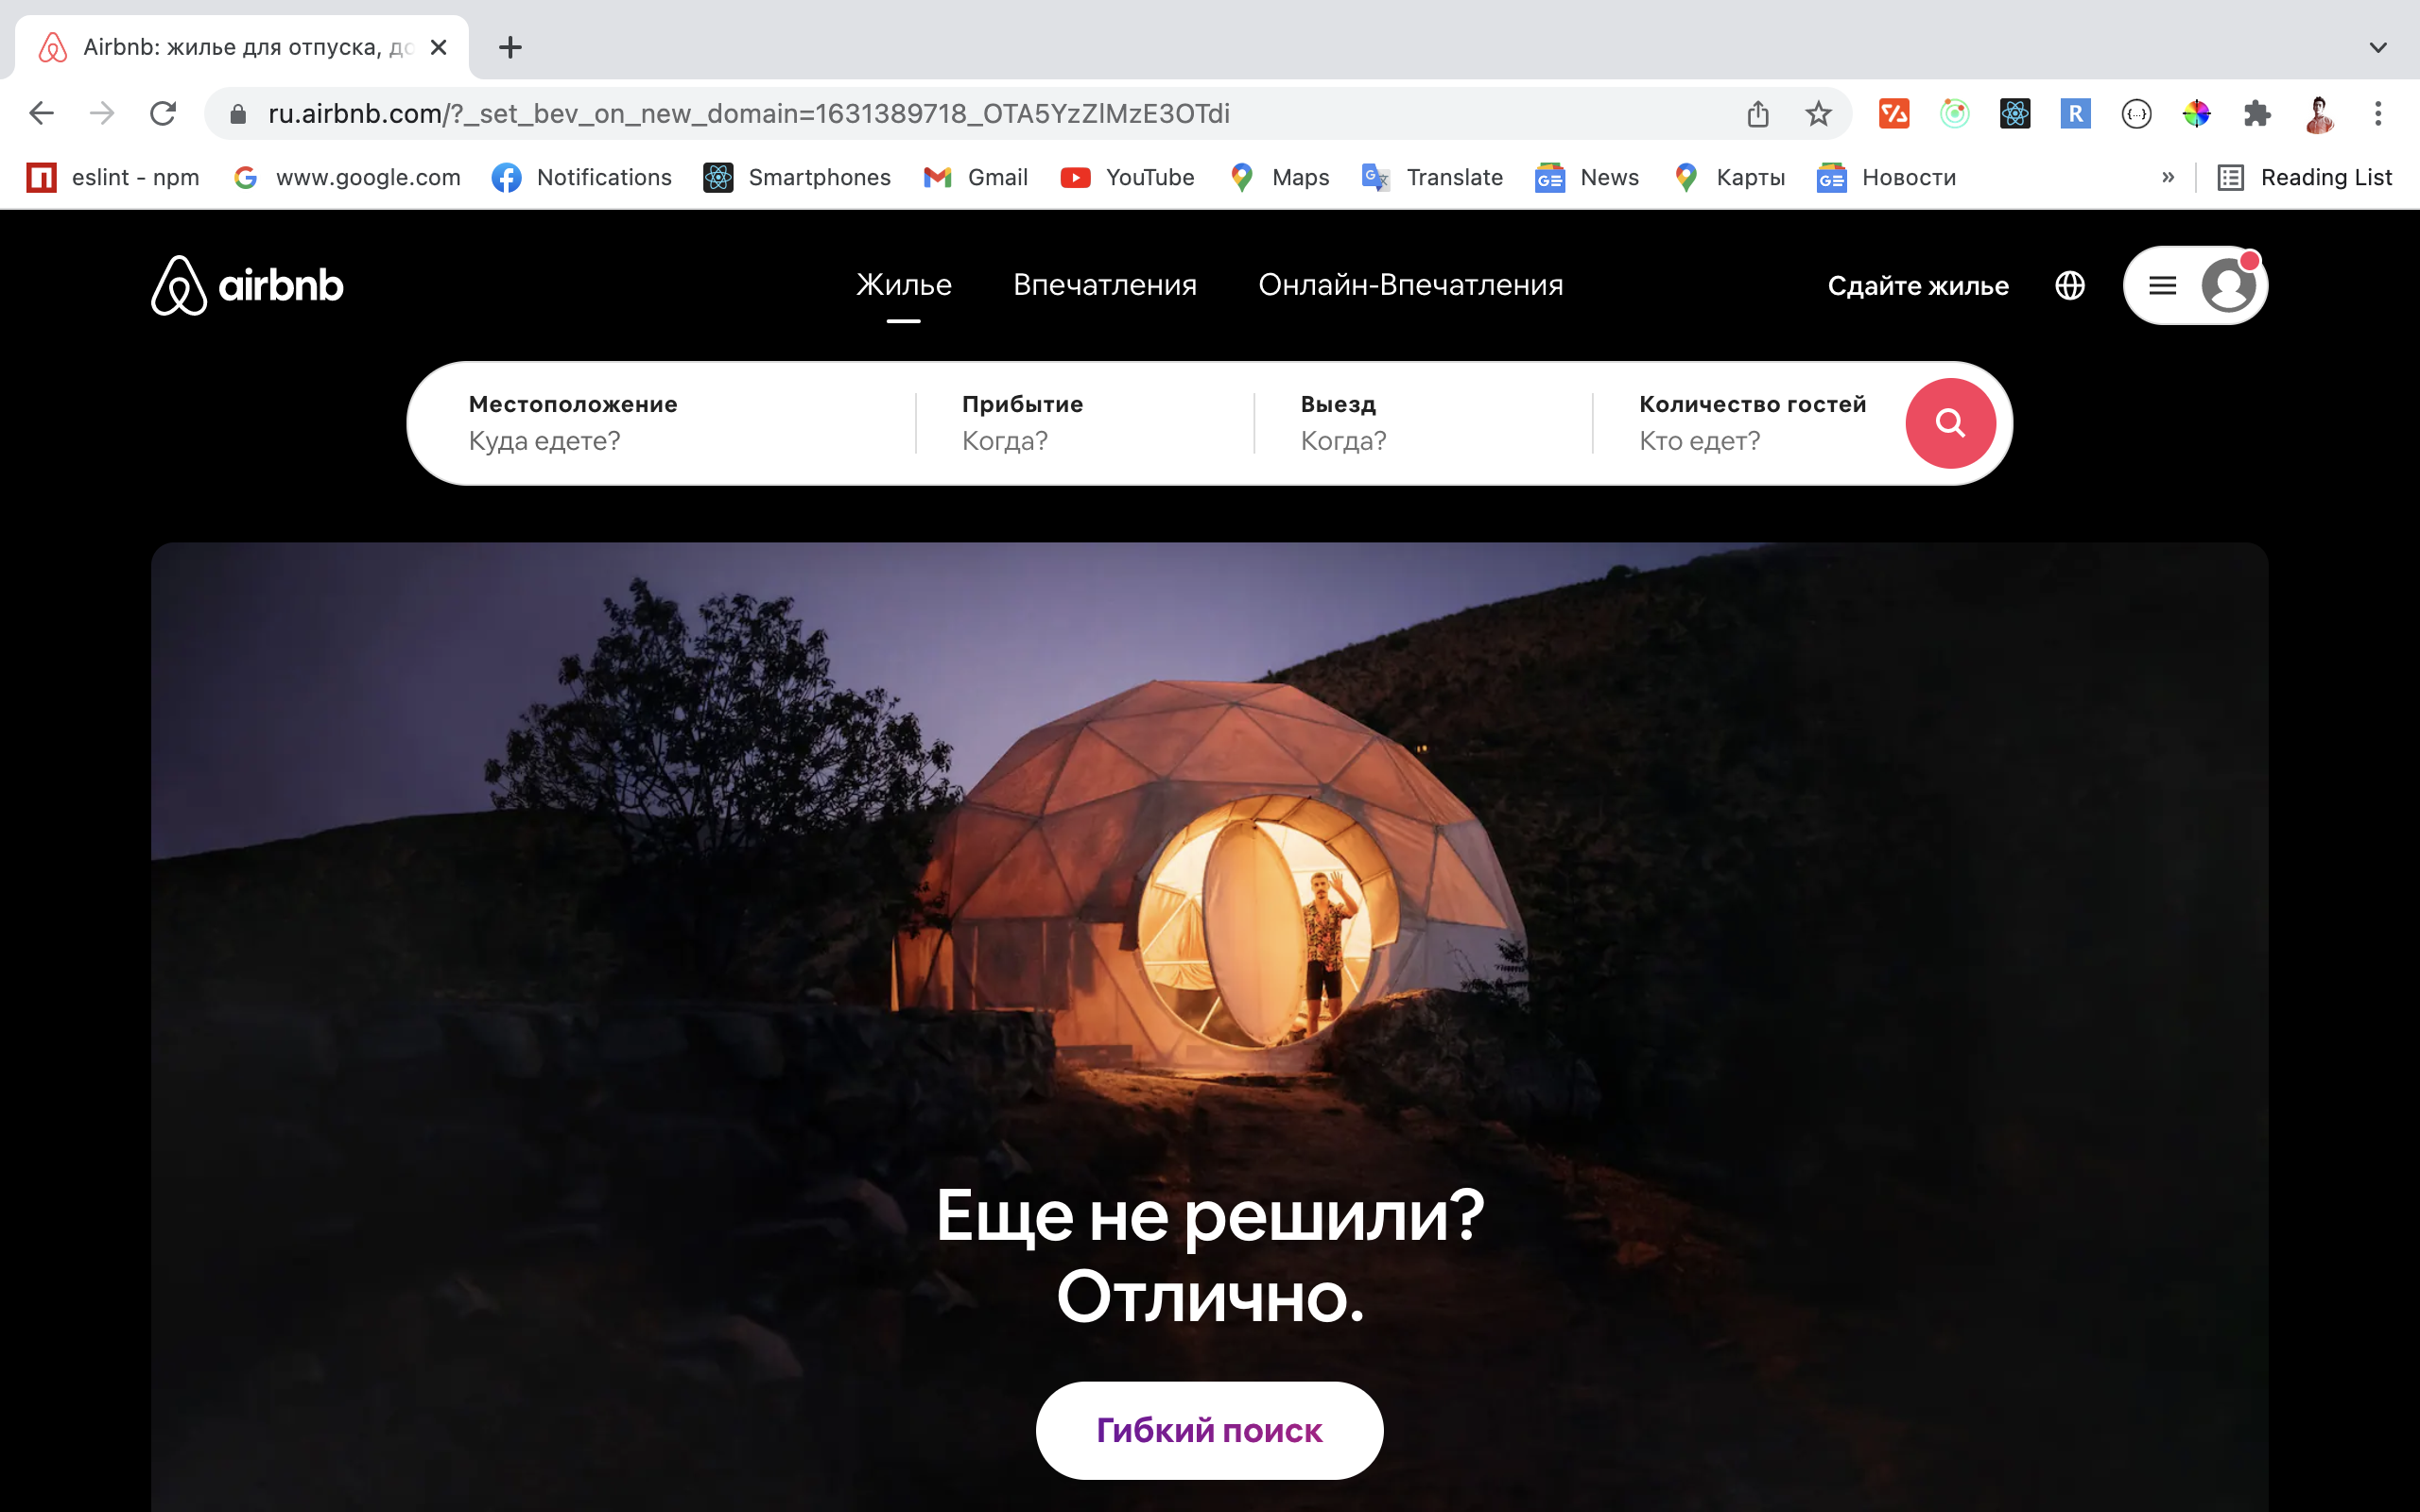 Airbnb: жилье для отпуска, до
ru.airbnb.com/?_set_bev_on_new_domain=1631389718_OTA5YzZlMzE3OTdi
eslint - npm www.google.com Notifications Smartphones Gmail YouTube Maps Translate News Карты Новости » Reading List
airbnb Жилье Впечатления Онлайн-Впечатления Сдайте жилье
Местоположение Прибытие Выезд Количество гостей
Куда едете? Когда? Когда? Кто едет?
Еще не решили?
Отлично.
Гибкий поиск